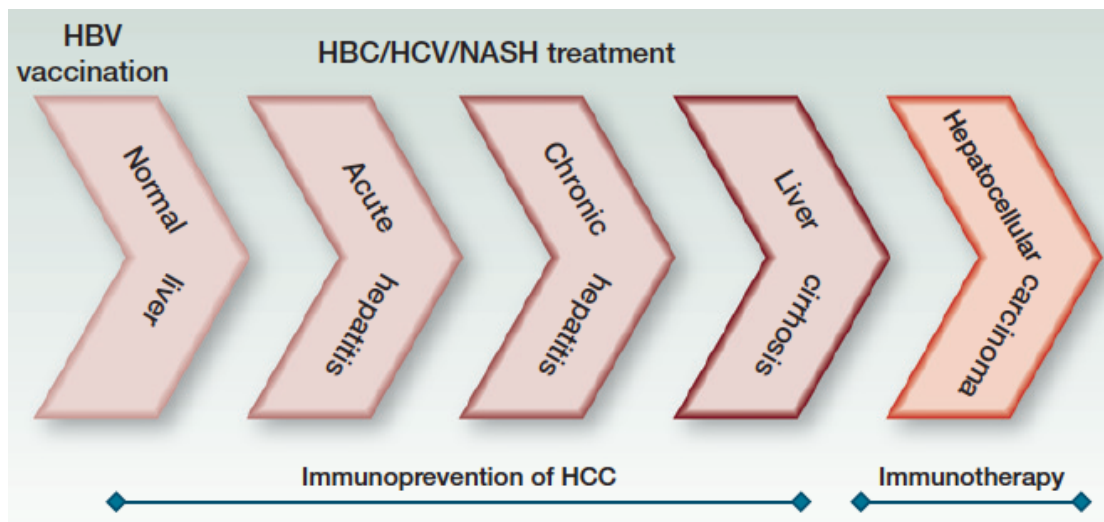 HBV
vaccination
HBC/HCV/NASH treatment
Normal
liver
Acute
hepatitis
Chronic
hepatitis
Liver
cirrhosis
Hepatocellular
carcinoma
Immunoprevention of HCC
Immunotherapy